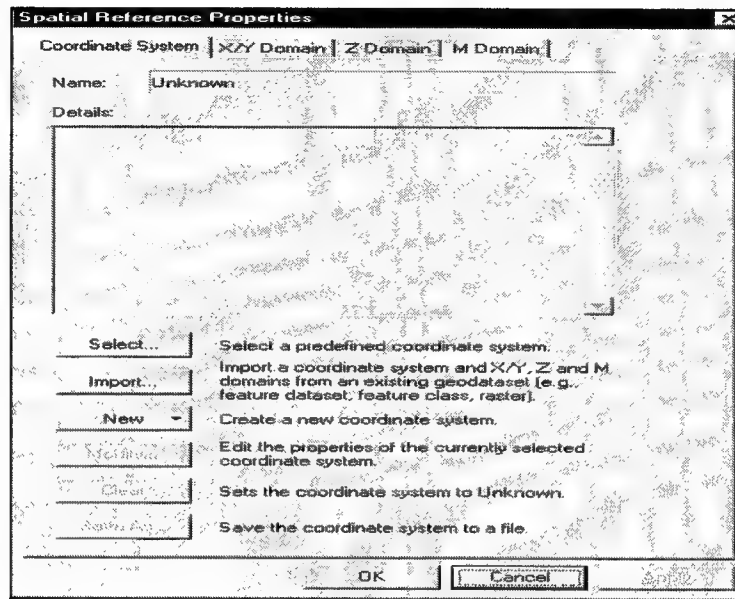 Spatial Reference Properties
Coordinate System X/Y Domain Z Domain M Domain
Name: Unknown
Details:
Select... Select a predefined coordinate system.
Import... Import a coordinate system and X/Y, Z and M
domains from an existing geodataset (e.g.,
feature dataset, feature class, raster).
New Create a new coordinate system.
Edit the properties of the currently selected
coordinate system.
Clear Sets the coordinate system to Unknown.
Save the coordinate system to a file.
OK Cancel